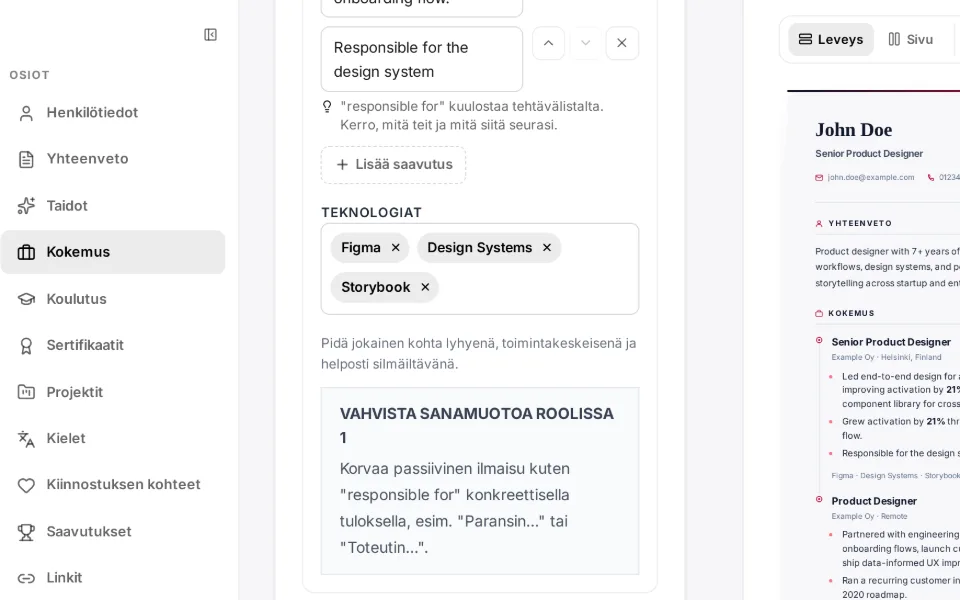 OSIOT
Henkilötiedot
Yhteenveto
Taidot
Kokemus
Koulutus
Sertifikaatit
Projektit
Kielet
Kiinnostuksen kohteet
Saavutukset
Linkit
onboarding flow.
Responsible for the
design system
"responsible for" kuulostaa tehtävälistalta.
Kerro, mitä teit ja mitä siitä seurasi.
Lisää saavutus
TEKNOLOGIAT
Figma
Design Systems
Storybook
Pidä jokainen kohta lyhyenä, toimintakeskeisenä ja
helposti silmäiltävänä.
VAHVISTA SANAMUOTOA ROOLISSA
1
Korvaa passiivinen ilmaisu kuten
"responsible for" konkreettisella
tuloksella, esim. "Paransin…" tai
"Toteutin…".
Leveys
Sivu
John Doe
Senior Product Designer
john.doe@example.com 01234
YHTEENVETO
Product designer with 7+ years of
workflows, design systems, and
storytelling across startup and
KOKEMUS
Senior Product Designer
Example Oy · Helsinki, Finland
Led end-to-end design for
improving activation by 21%
component library for
Grew activation by 21%
flow.
Responsible for the design
Figma · Design Systems · Storybook
Product Designer
Example Oy · Remote
Partnered with engineering
onboarding flows, launch
ship data-informed UX
Ran a recurring customer
2020 roadmap.